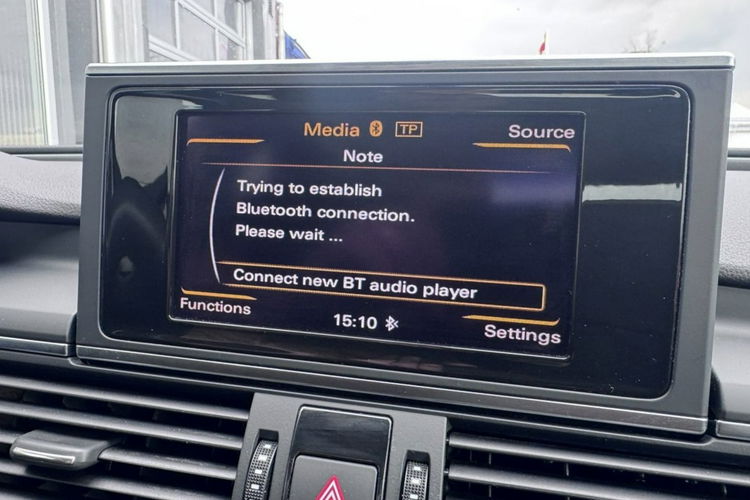 Media TP
Source
Note
Trying to establish
Bluetooth connection.
Please wait ...
Connect new BT audio player
Functions
15:10
Settings